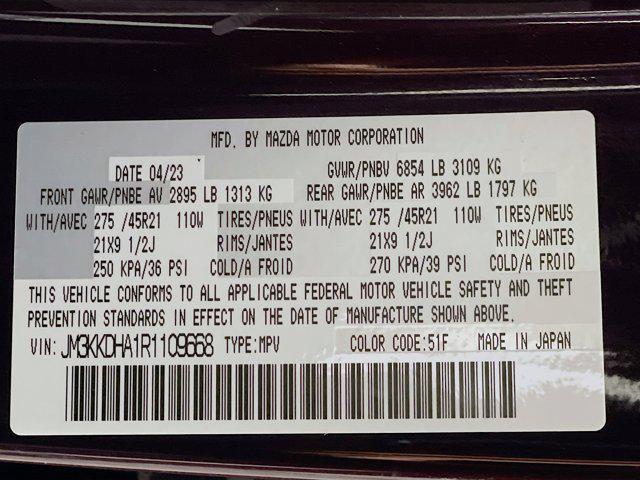 MFD. BY MAZDA MOTOR CORPORATION
DATE 04/23 GVWR/PNBV 6854 LB 3109 KG
FRONT GAWR/PNBE AV 2895 LB 1313 KG REAR GAWR/PNBE AR 3962 LB 1797 KG
WITH/AVEC 275 /45R21 110W TIRES/PNEUS WITH/AVEC 275 /45R21 110W TIRES/PNEUS
21X9 1/2J RIMS/JANTES 21X9 1/2J RIMS/JANTES
250 KPA/36 PSI COLD/A FROID 270 KPA/39 PSI COLD/A FROID
THIS VEHICLE CONFORMS TO ALL APPLICABLE FEDERAL MOTOR VEHICLE SAFETY AND THEFT
PREVENTION STANDARDS IN EFFECT ON THE DATE OF MANUFACTURE SHOWN ABOVE.
VIN: JM3KKDHA1R1109658 TYPE:MPV COLOR CODE:51F MADE IN JAPAN